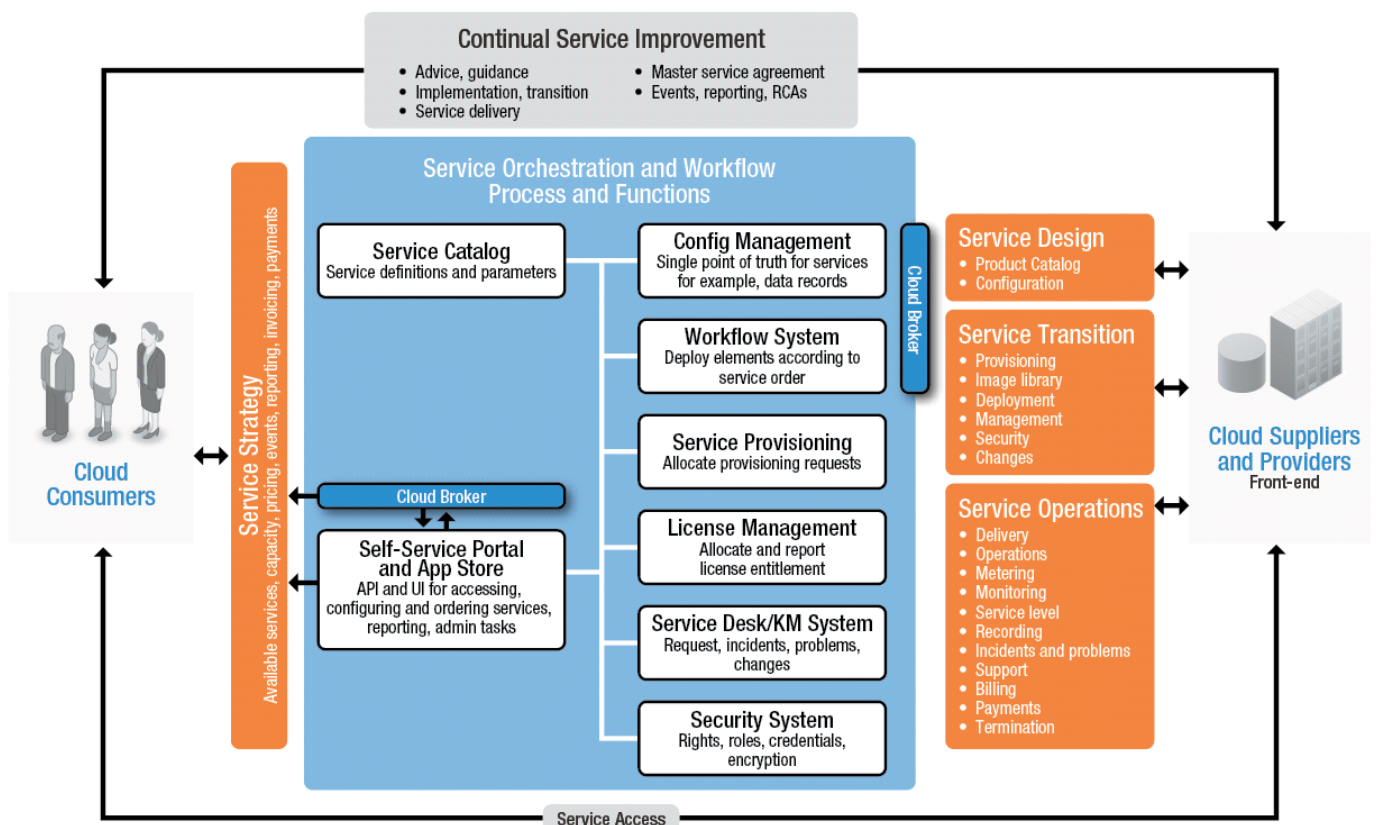 Continual Service Improvement
• Advice, guidance
• Implementation, transition
• Service delivery
• Master service agreement
• Events, reporting, RCAs
Cloud
Consumers
Service Strategy
Available services, capacity, pricing, events, reporting, invoicing, payments
Service Orchestration and Workflow
Process and Functions
Service Catalog
Service definitions and parameters
Cloud Broker
Self-Service Portal
and App Store
API and UI for accessing,
configuring and ordering services,
reporting, admin tasks
Config Management
Single point of truth for services
for example, data records
Workflow System
Deploy elements according to
service order
Service Provisioning
Allocate provisioning requests
License Management
Allocate and report
license entitlement
Service Desk/KM System
Request, incidents, problems,
changes
Security System
Rights, roles, credentials,
encryption
Cloud Broker
Service Design
• Product Catalog
• Configuration
Service Transition
• Provisioning
• Image library
• Deployment
• Management
• Security
• Changes
Service Operations
• Delivery
• Operations
• Metering
• Monitoring
• Service level
• Recording
• Incidents and problems
• Support
• Billing
• Payments
• Termination
Cloud Suppliers
and Providers
Front-end
Service Access